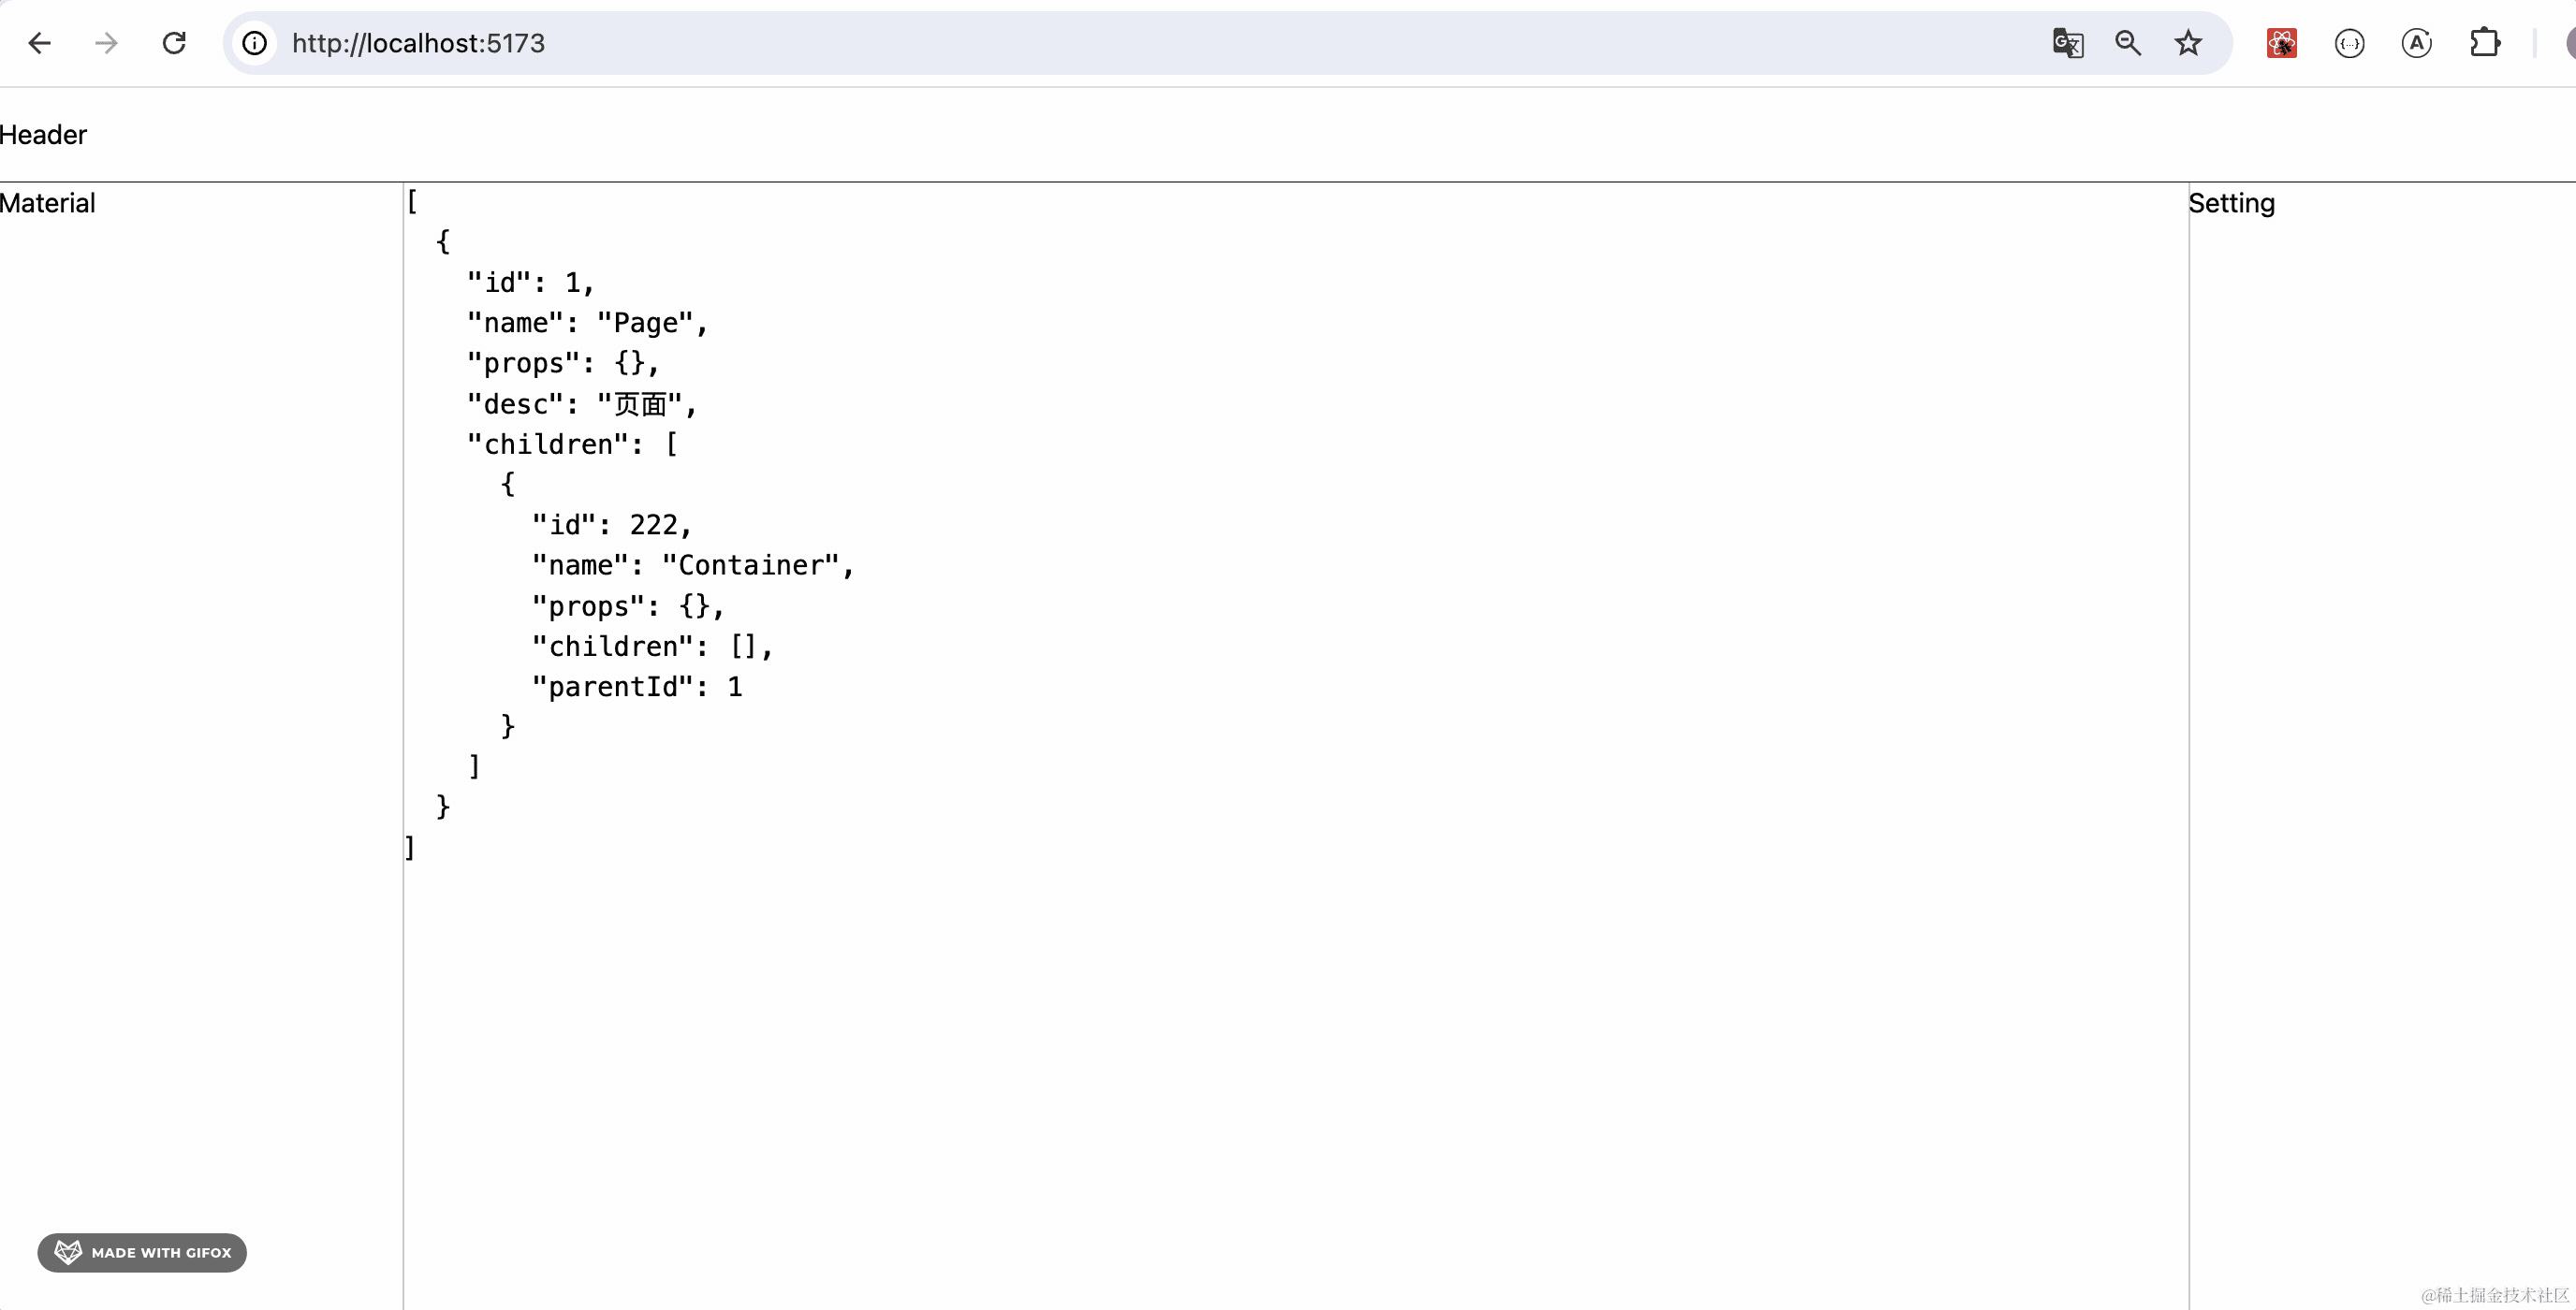 http://localhost:5173
Header
Material
[
  {
    "id": 1,
    "name": "Page",
    "props": {},
    "desc": "页面",
    "children": [
      {
        "id": 222,
        "name": "Container",
        "props": {},
        "children": [],
        "parentId": 1
      }
    ]
  }
]
Setting
MADE WITH GIFOX
@稀土掘金技术社区